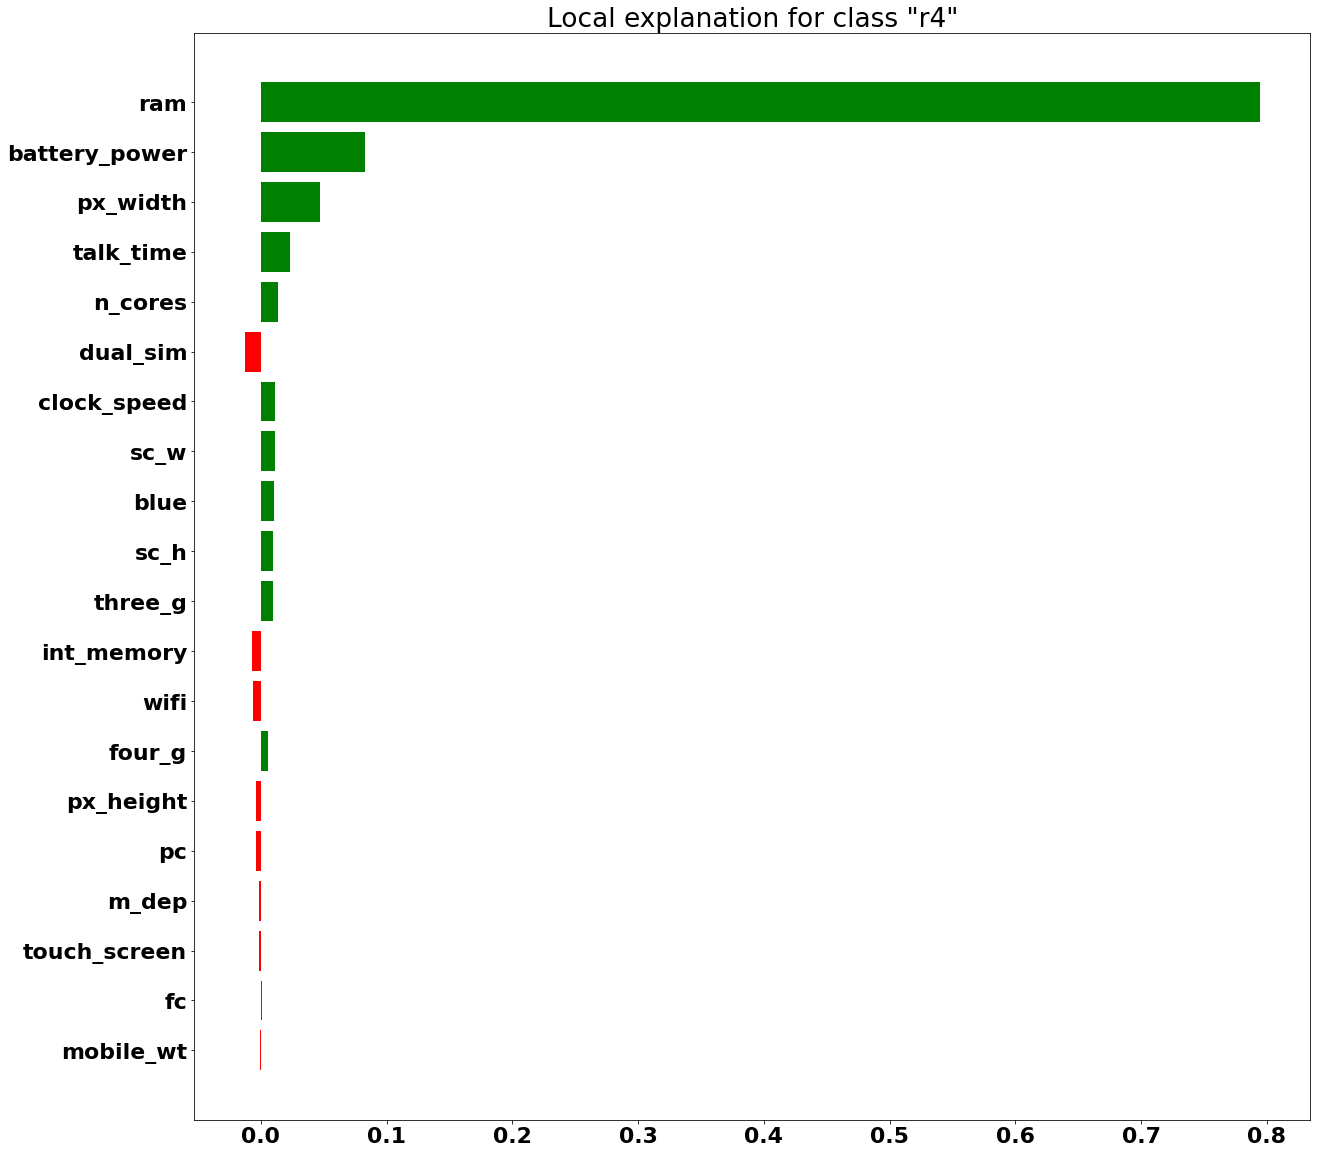 Local explanation for class "r4"
ram
battery_power
px_width
talk_time
n_cores
dual_sim
clock_speed
sc_w
blue
sc_h
three_g
int_memory
wifi
four_g
px_height
pc
m_dep
touch_screen
fc
mobile_wt
0.0 0.1 0.2 0.3 0.4 0.5 0.6 0.7 0.8